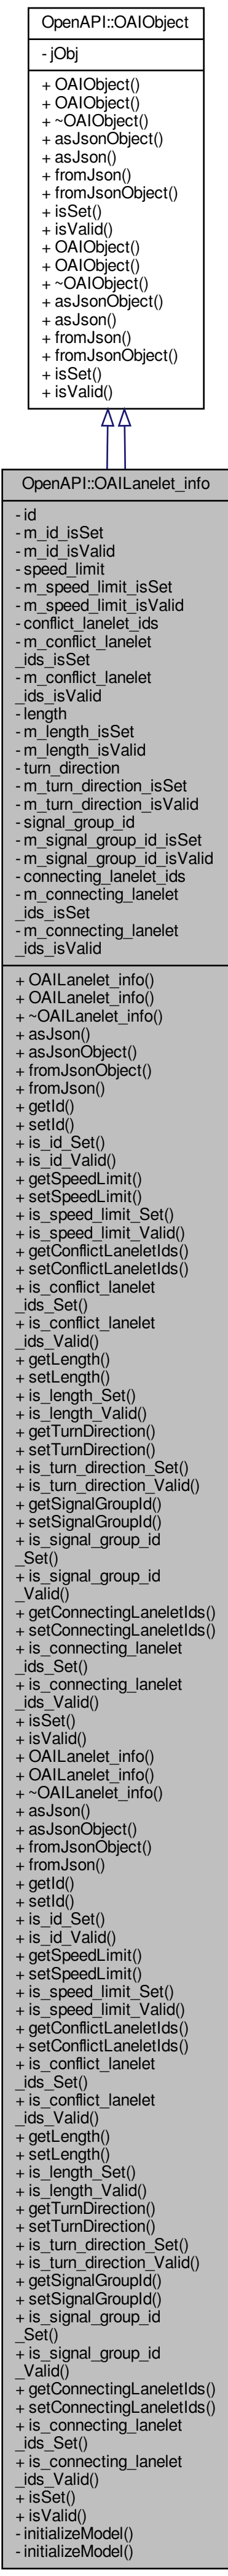 OpenAPI::OAIObject
- jObj
+ OAIObject()
+ OAIObject()
+ ~OAIObject()
+ asJsonObject()
+ asJson()
+ fromJson()
+ fromJsonObject()
+ isSet()
+ isValid()
+ OAIObject()
+ OAIObject()
+ ~OAIObject()
+ asJsonObject()
+ asJson()
+ fromJson()
+ fromJsonObject()
+ isSet()
+ isValid()
OpenAPI::OAILanelet_info
- id
- m_id_isSet
- m_id_isValid
- speed_limit
- m_speed_limit_isSet
- m_speed_limit_isValid
- conflict_lanelet_ids
- m_conflict_lanelet
_ids_isSet
- m_conflict_lanelet
_ids_isValid
- length
- m_length_isSet
- m_length_isValid
- turn_direction
- m_turn_direction_isSet
- m_turn_direction_isValid
- signal_group_id
- m_signal_group_id_isSet
- m_signal_group_id_isValid
- connecting_lanelet_ids
- m_connecting_lanelet
_ids_isSet
- m_connecting_lanelet
_ids_isValid
+ OAILanelet_info()
+ OAILanelet_info()
+ ~OAILanelet_info()
+ asJson()
+ asJsonObject()
+ fromJsonObject()
+ fromJson()
+ getId()
+ setId()
+ is_id_Set()
+ is_id_Valid()
+ getSpeedLimit()
+ setSpeedLimit()
+ is_speed_limit_Set()
+ is_speed_limit_Valid()
+ getConflictLaneletIds()
+ setConflictLaneletIds()
+ is_conflict_lanelet
_ids_Set()
+ is_conflict_lanelet
_ids_Valid()
+ getLength()
+ setLength()
+ is_length_Set()
+ is_length_Valid()
+ getTurnDirection()
+ setTurnDirection()
+ is_turn_direction_Set()
+ is_turn_direction_Valid()
+ getSignalGroupId()
+ setSignalGroupId()
+ is_signal_group_id
_Set()
+ is_signal_group_id
_Valid()
+ getConnectingLaneletIds()
+ setConnectingLaneletIds()
+ is_connecting_lanelet
_ids_Set()
+ is_connecting_lanelet
_ids_Valid()
+ isSet()
+ isValid()
+ OAILanelet_info()
+ OAILanelet_info()
+ ~OAILanelet_info()
+ asJson()
+ asJsonObject()
+ fromJsonObject()
+ fromJson()
+ getId()
+ setId()
+ is_id_Set()
+ is_id_Valid()
+ getSpeedLimit()
+ setSpeedLimit()
+ is_speed_limit_Set()
+ is_speed_limit_Valid()
+ getConflictLaneletIds()
+ setConflictLaneletIds()
+ is_conflict_lanelet
_ids_Set()
+ is_conflict_lanelet
_ids_Valid()
+ getLength()
+ setLength()
+ is_length_Set()
+ is_length_Valid()
+ getTurnDirection()
+ setTurnDirection()
+ is_turn_direction_Set()
+ is_turn_direction_Valid()
+ getSignalGroupId()
+ setSignalGroupId()
+ is_signal_group_id
_Set()
+ is_signal_group_id
_Valid()
+ getConnectingLaneletIds()
+ setConnectingLaneletIds()
+ is_connecting_lanelet
_ids_Set()
+ is_connecting_lanelet
_ids_Valid()
+ isSet()
+ isValid()
- initializeModel()
- initializeModel()